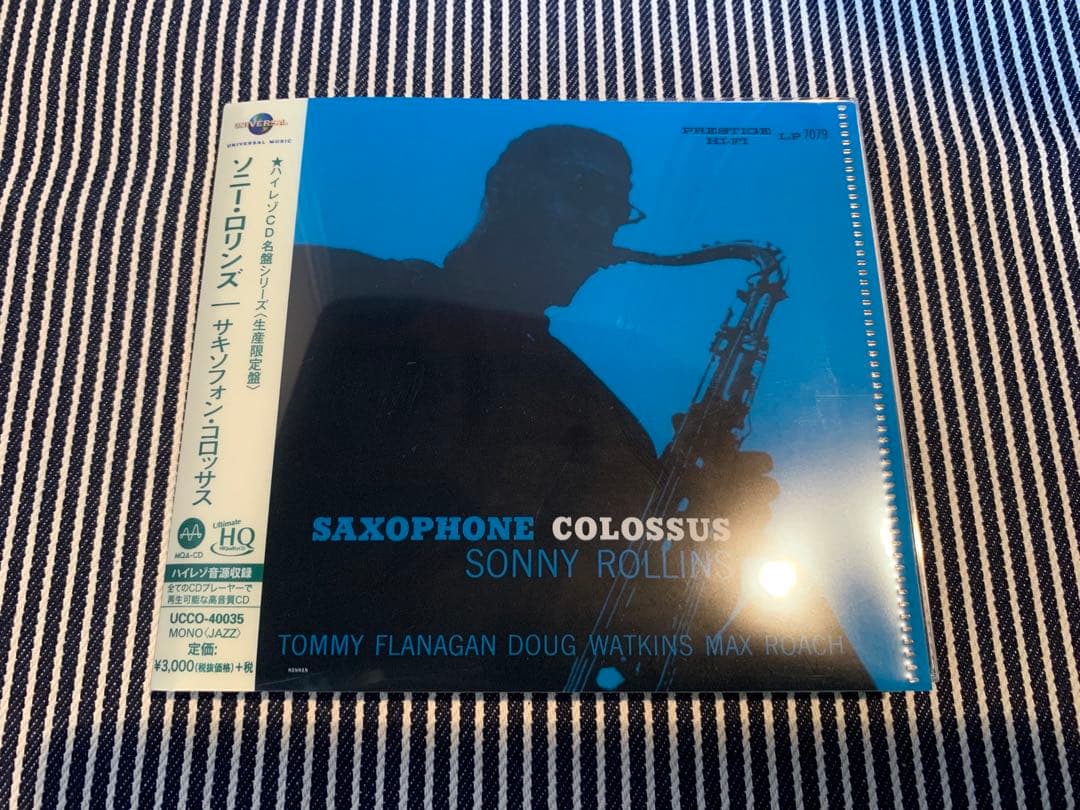 UNIVERSAL
UNIVERSAL MUSIC
★ハイレゾCD名盤シリーズ〈生産限定盤〉
ソニー・ロリンズ｜サキソフォン・コロッサス
MQA-CD
Ultimate
HQ
HiQualityCD
ハイレゾ音源収録
全てのCDプレーヤーで
再生可能な高音質CD
UCCO-40035
MONO〈JAZZ〉
定価:
¥3,000(税抜価格)+税
PRESTIGE
HI-FI
LP 7079
SAXOPHONE COLOSSUS
SONNY ROLLINS
TOMMY FLANAGAN DOUG WATKINS MAX ROACH